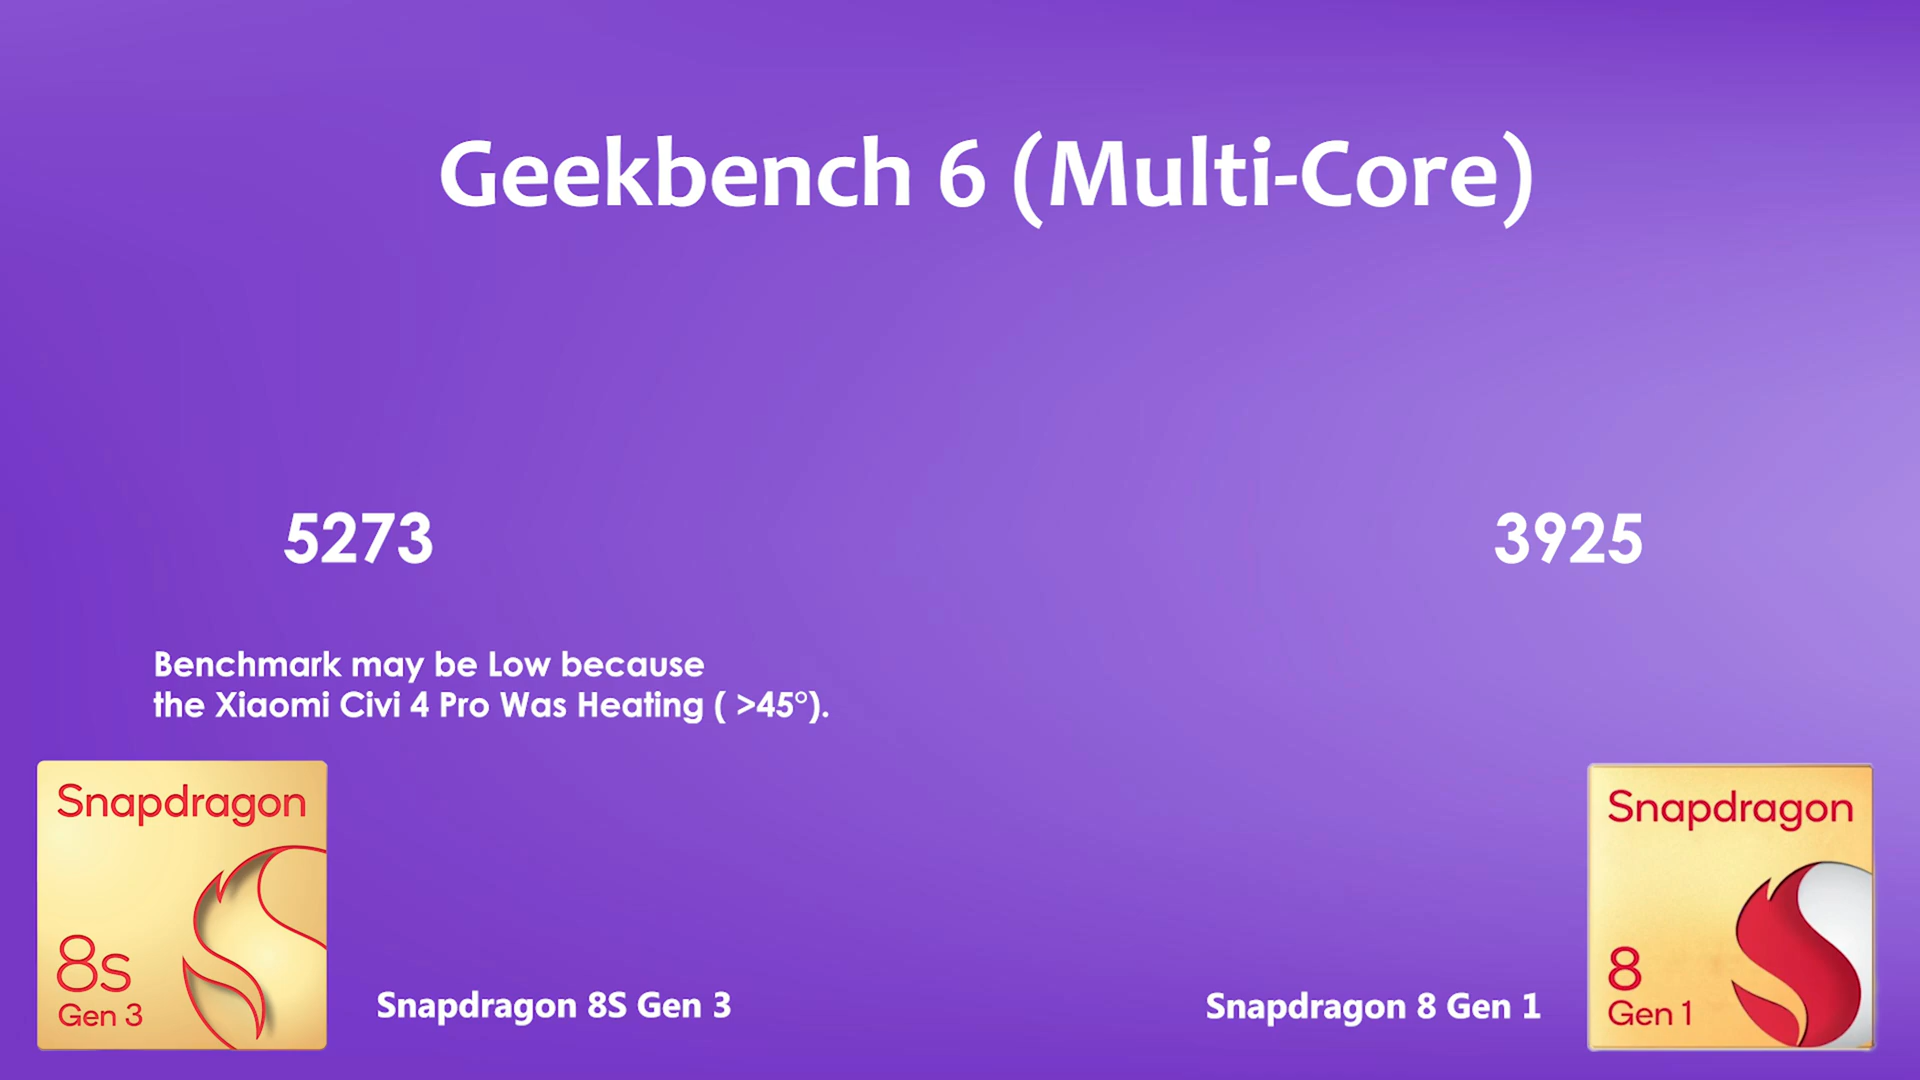 Geekbench 6 (Multi-Core)
5273
3925
Benchmark may be Low because
the Xiaomi Civi 4 Pro Was Heating ( >45°).
Snapdragon
8s
Gen 3
Snapdragon 8S Gen 3
Snapdragon 8 Gen 1
Snapdragon
8
Gen 1